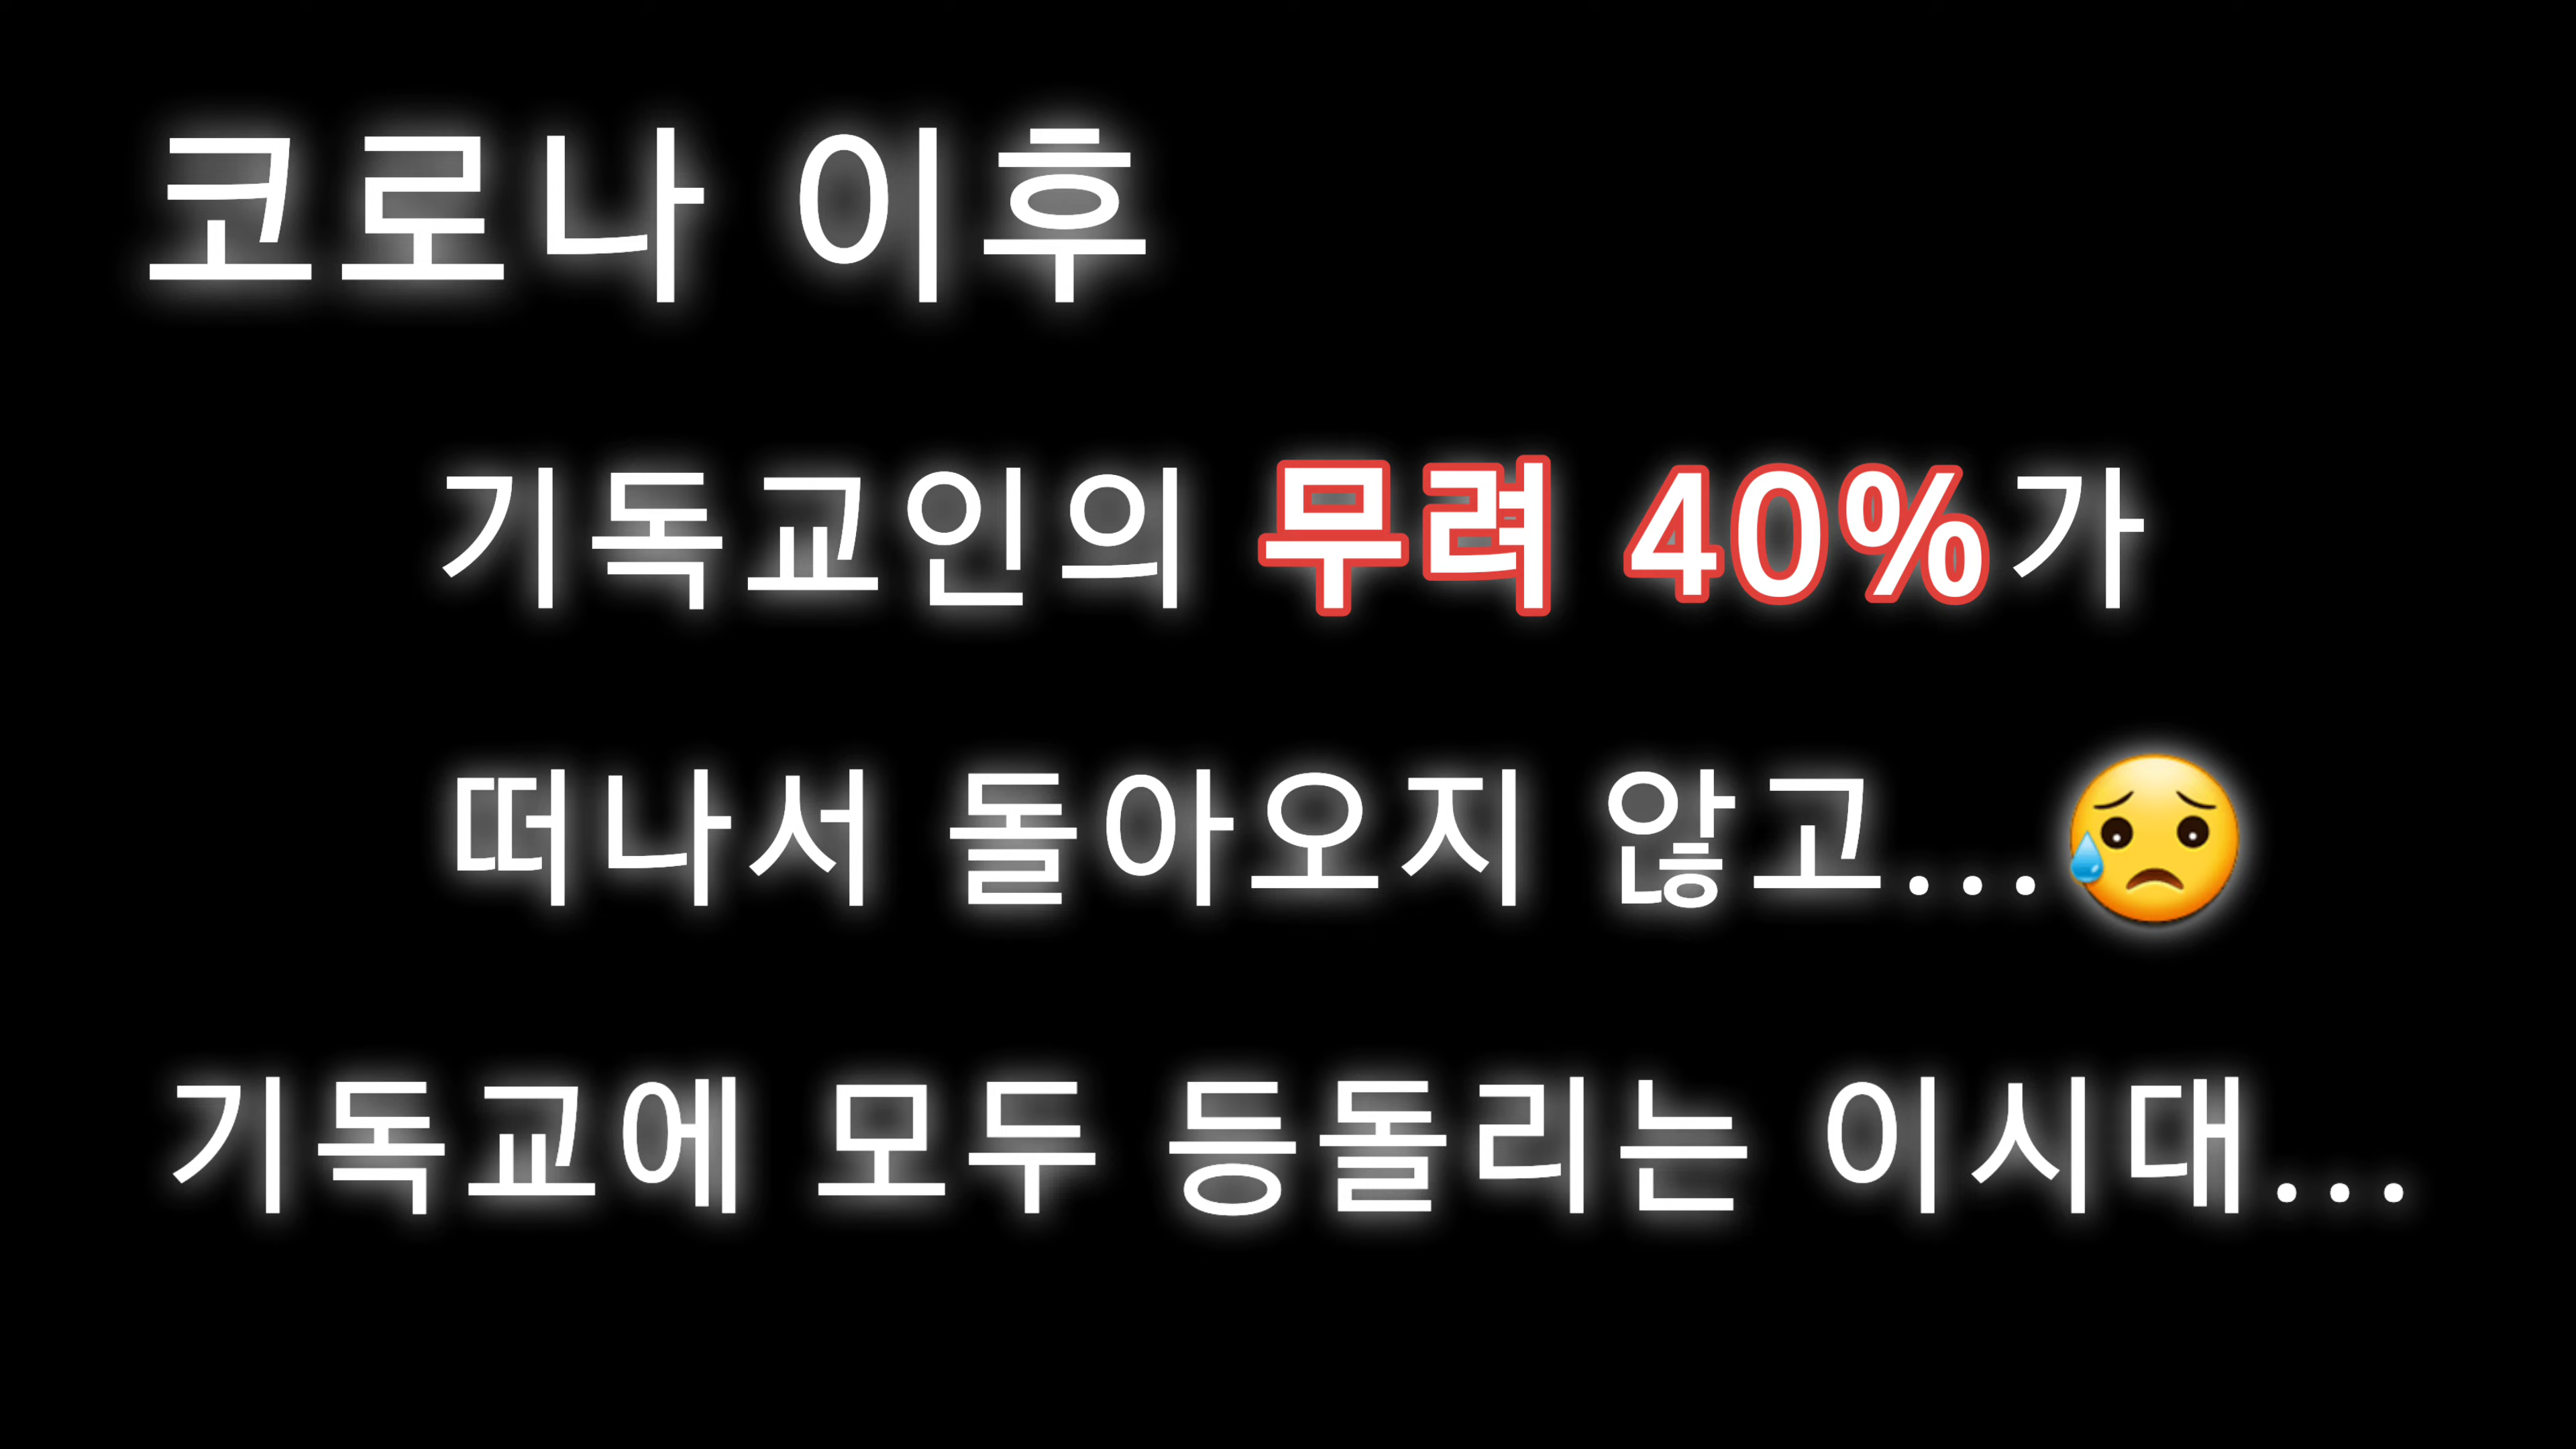 코로나 이후
기독교인의 무려 40%가
떠나서 돌아오지 않고...😥
기독교에 모두 등돌리는 이시대...